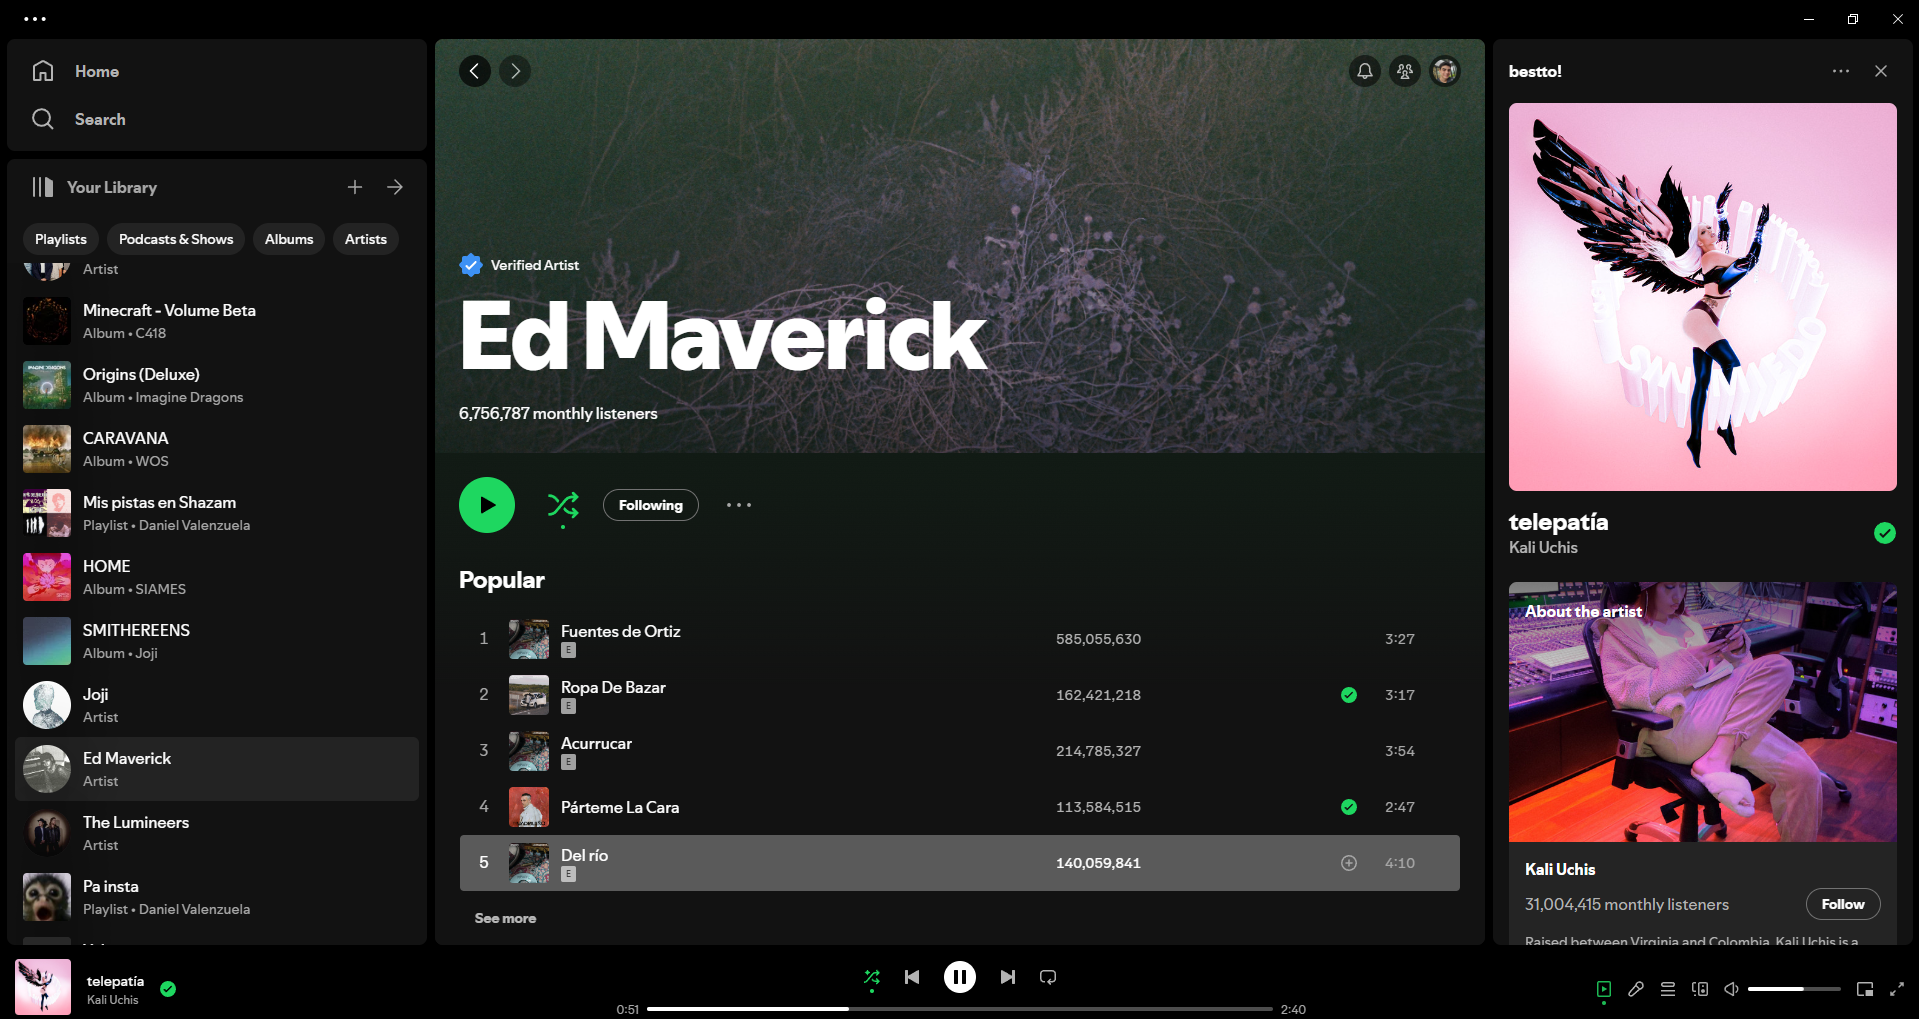 Home
Search
Your Library
Playlists
Podcasts & Shows
Albums
Artists
Artist
Minecraft - Volume Beta
Album • C418
Origins (Deluxe)
Album • Imagine Dragons
CARAVANA
Album • WOS
Mis pistas en Shazam
Playlist • Daniel Valenzuela
HOME
Album • SIAMES
SMITHEREENS
Album • Joji
Joji
Artist
Ed Maverick
Artist
The Lumineers
Artist
Pa insta
Playlist • Daniel Valenzuela
Verified Artist
Ed Maverick
6,756,787 monthly listeners
Following
Popular
1 Fuentes de Ortiz 585,055,630 3:27
E
2 Ropa De Bazar 162,421,218 3:17
E
3 Acurrucar 214,785,327 3:54
E
4 Párteme La Cara 113,584,515 2:47
5 Del río 140,059,841 4:10
E
See more
bestto!
telepatía
Kali Uchis
About the artist
Kali Uchis
31,004,415 monthly listeners
Follow
Raised between Virginia and Colombia, Kali Uchis is a
telepatía
Kali Uchis
0:51
2:40